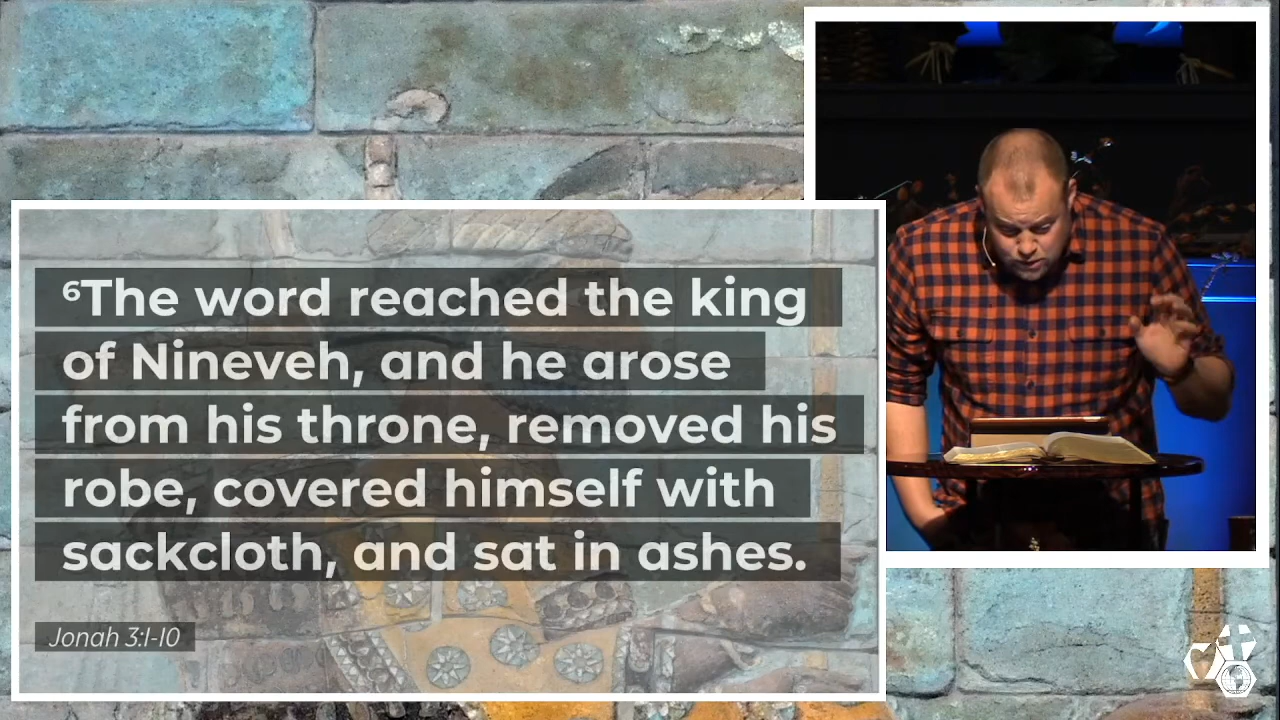 ⁶The word reached the king
of Nineveh, and he arose
from his throne, removed his
robe, covered himself with
sackcloth, and sat in ashes.
Jonah 3:1-10